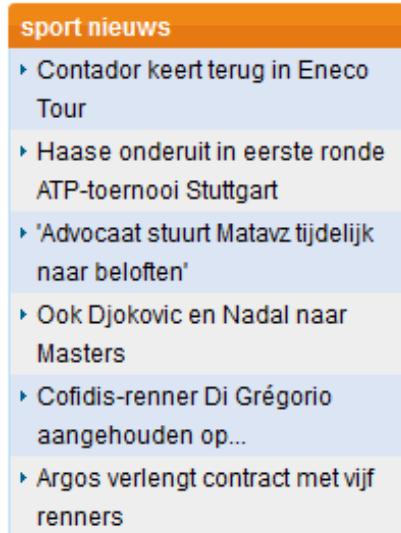 sport nieuws
Contador keert terug in Eneco
Tour
Haase onderuit in eerste ronde
ATP-toernooi Stuttgart
'Advocaat stuurt Matavz tijdelijk
naar beloften'
Ook Djokovic en Nadal naar
Masters
Cofidis-renner Di Grégorio
aangehouden op...
Argos verlengt contract met vijf
renners